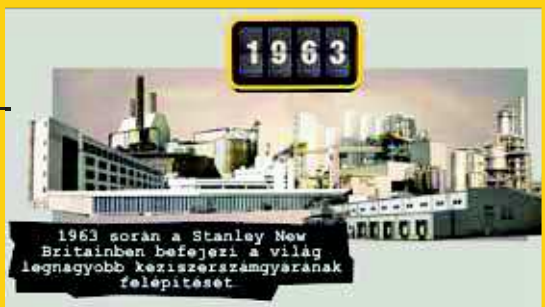 1963
1963 során a Stanley New
Britainben befejezi a világ
legnagyobb kéziszerszámgyárának
felépítését